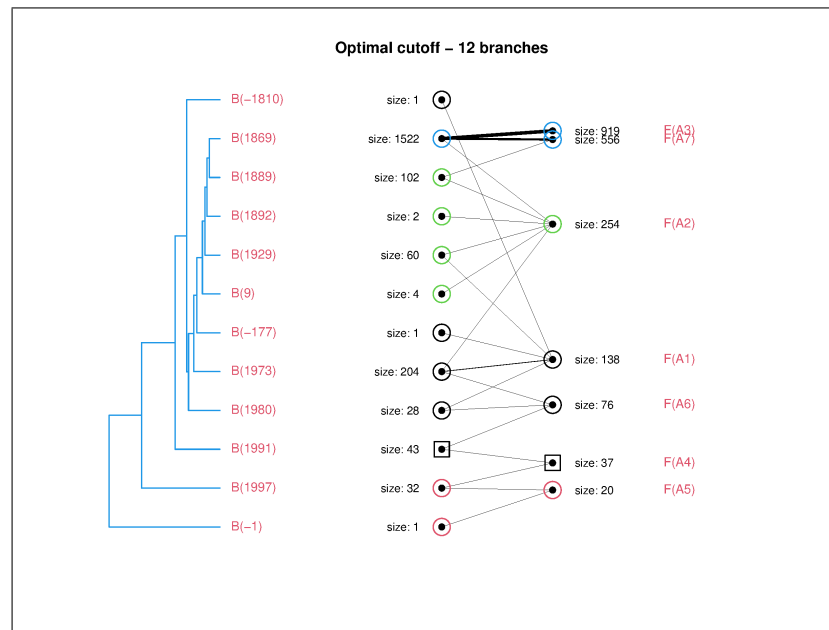 Optimal cutoff – 12 branches
B(−1810) size: 1
size: 919 F(A3)
B(1869) size: 1522 size: 556 F(A7)
B(1889) size: 102
B(1892) size: 2 size: 254 F(A2)
B(1929) size: 60
B(9) size: 4
B(−177) size: 1
size: 138 F(A1)
B(1973) size: 204
size: 76 F(A6)
B(1980) size: 28
B(1991) size: 43
size: 37 F(A4)
B(1997) size: 32 size: 20 F(A5)
B(−1) size: 1